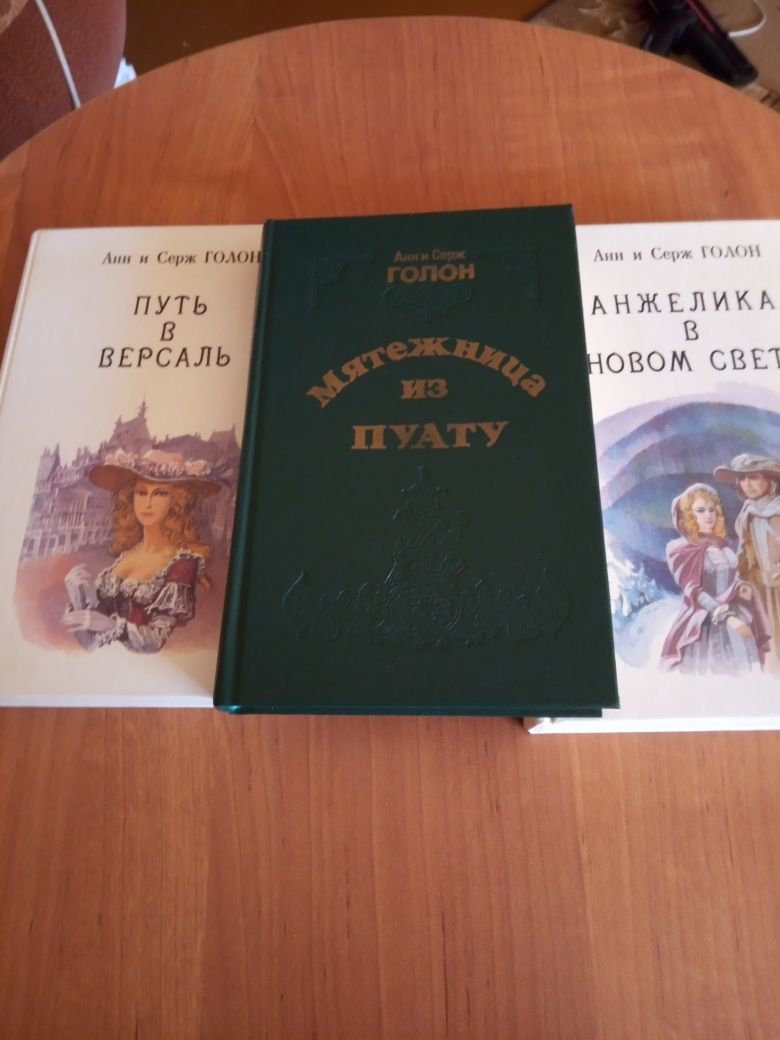 Анн и Серж ГОЛОН
ПУТЬ
В
ВЕРСАЛЬ
Анн и Серж
ГОЛОН
Мятежница
из
ПУАТУ
Анн и Серж ГОЛОН
АНЖЕЛИКА
В
НОВОМ СВЕТ